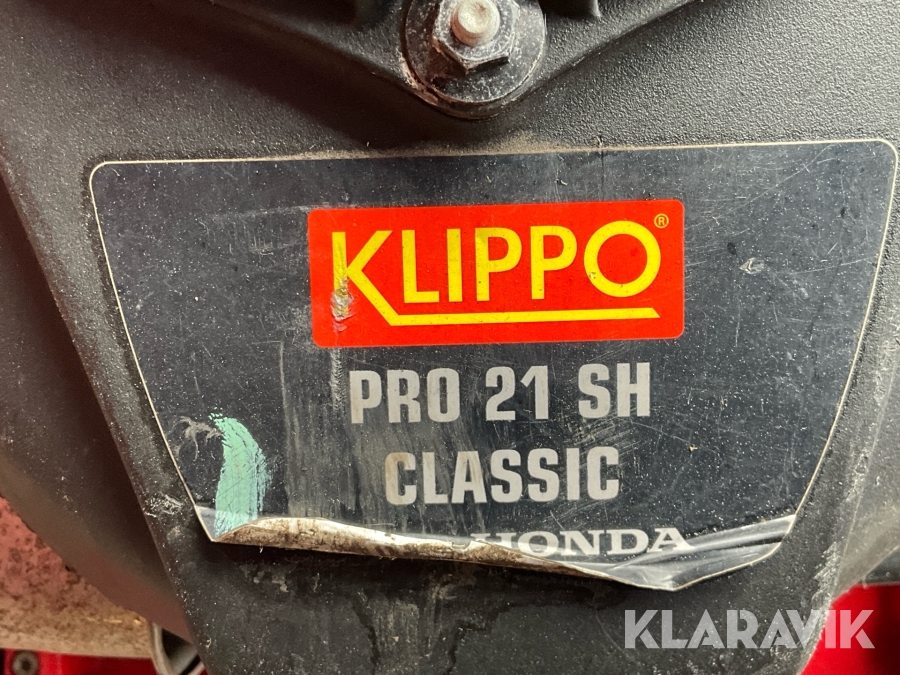 KLIPPO®
PRO 21 SH
CLASSIC
HONDA
KLARAVIK